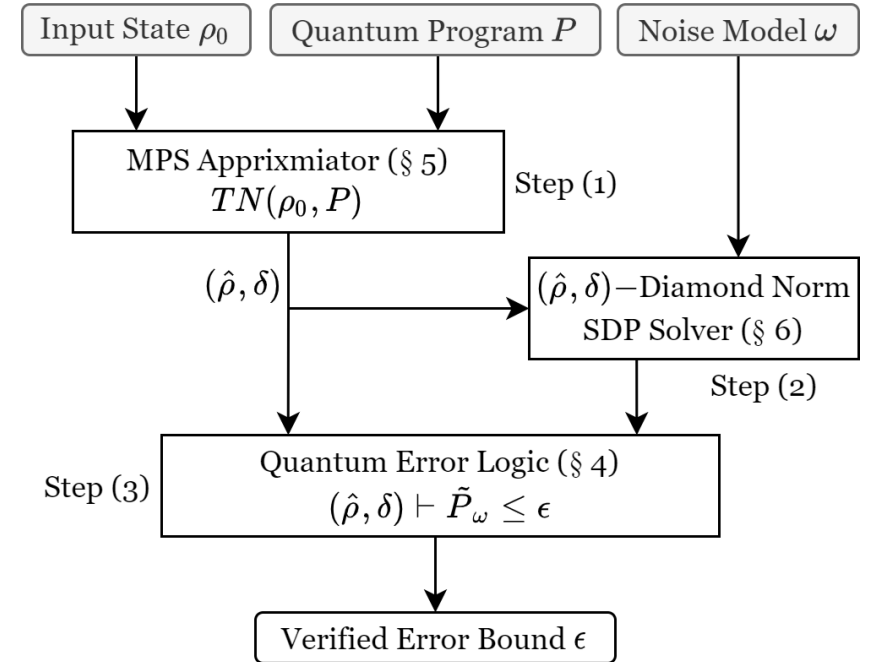 Input State ρ₀
Quantum Program P
Noise Model ω
MPS Apprixmiator (§ 5)
TN(ρ₀, P)
Step (1)
(ρ̂, δ)
(ρ̂, δ)−Diamond Norm
SDP Solver (§ 6)
Step (2)
Quantum Error Logic (§ 4)
(ρ̂, δ) ⊢ P̃_ω ≤ ϵ
Step (3)
Verified Error Bound ϵ